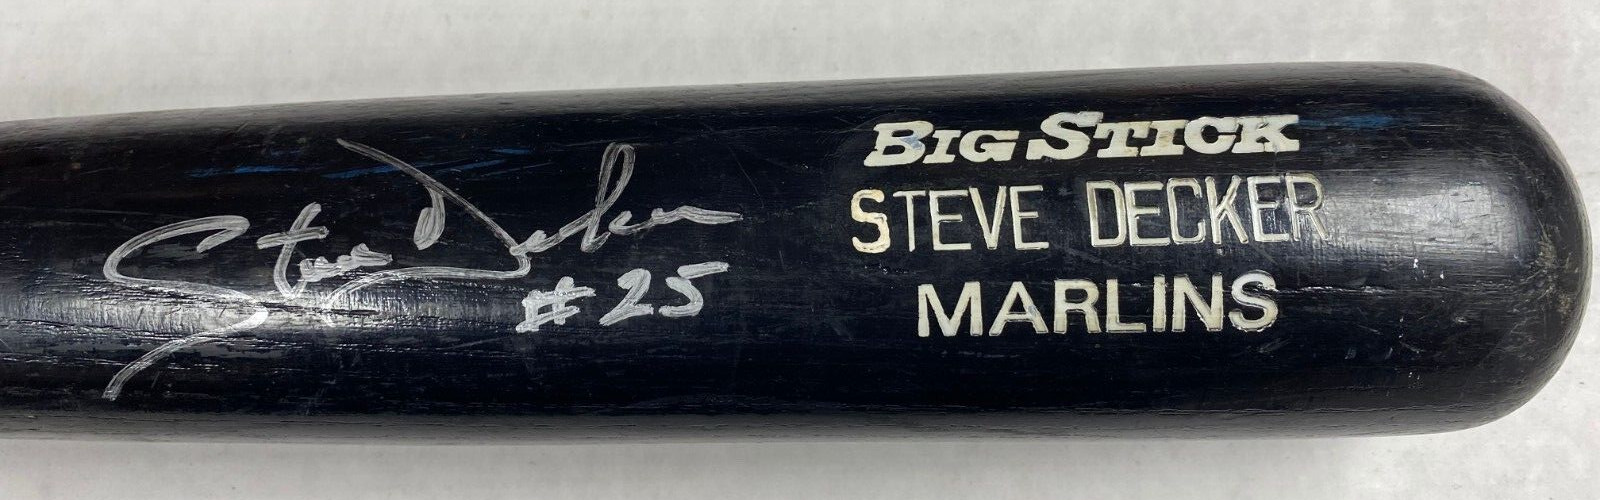 Steve Decker
#25
BIG STICK
STEVE DECKER
MARLINS